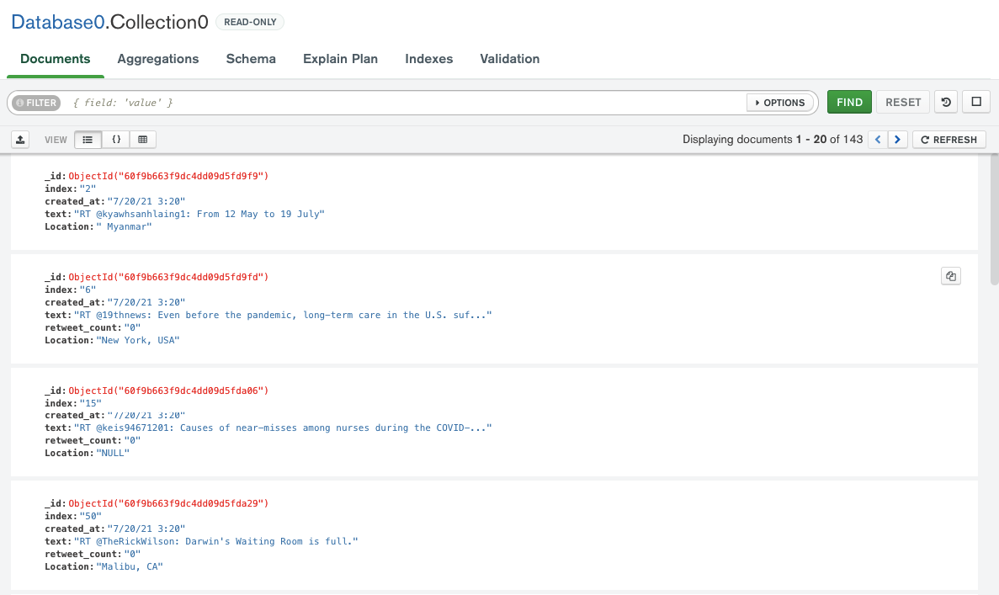 Database0.Collection0 READ-ONLY
Documents Aggregations Schema Explain Plan Indexes Validation
FILTER { field: 'value' } OPTIONS FIND RESET
VIEW { } Displaying documents 1 - 20 of 143 REFRESH
_id: ObjectId("60f9b663f9dc4dd09d5fd9f9")
index: "2"
created_at: "7/20/21 3:20"
text: "RT @kyawhsanhlaing1: From 12 May to 19 July"
Location: " Myanmar"
_id: ObjectId("60f9b663f9dc4dd09d5fd9fd")
index: "6"
created_at: "7/20/21 3:20"
text: "RT @19thnews: Even before the pandemic, long-term care in the U.S. suf..."
retweet_count: "0"
Location: "New York, USA"
_id: ObjectId("60f9b663f9dc4dd09d5fda06")
index: "15"
created_at: "7/20/21 3:20"
text: "RT @keis94671201: Causes of near-misses among nurses during the COVID-..."
retweet_count: "0"
Location: "NULL"
_id: ObjectId("60f9b663f9dc4dd09d5fda29")
index: "50"
created_at: "7/20/21 3:20"
text: "RT @TheRickWilson: Darwin's Waiting Room is full."
retweet_count: "0"
Location: "Malibu, CA"